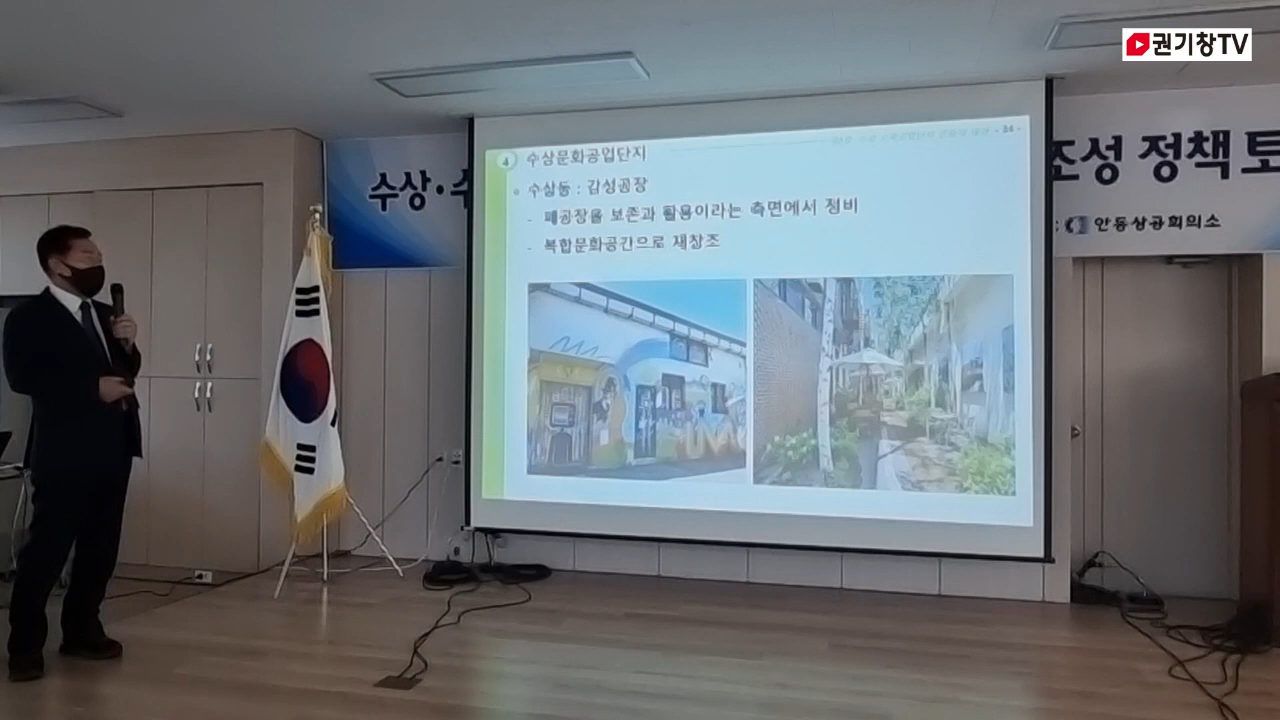 권기창TV
수상·수
조성 정책 토
안동상공회의소
- 34 -
4 수상문화공업단지
수상동 : 감성공장
- 폐공장을 보존과 활용이라는 측면에서 정비
- 복합문화공간으로 재창조